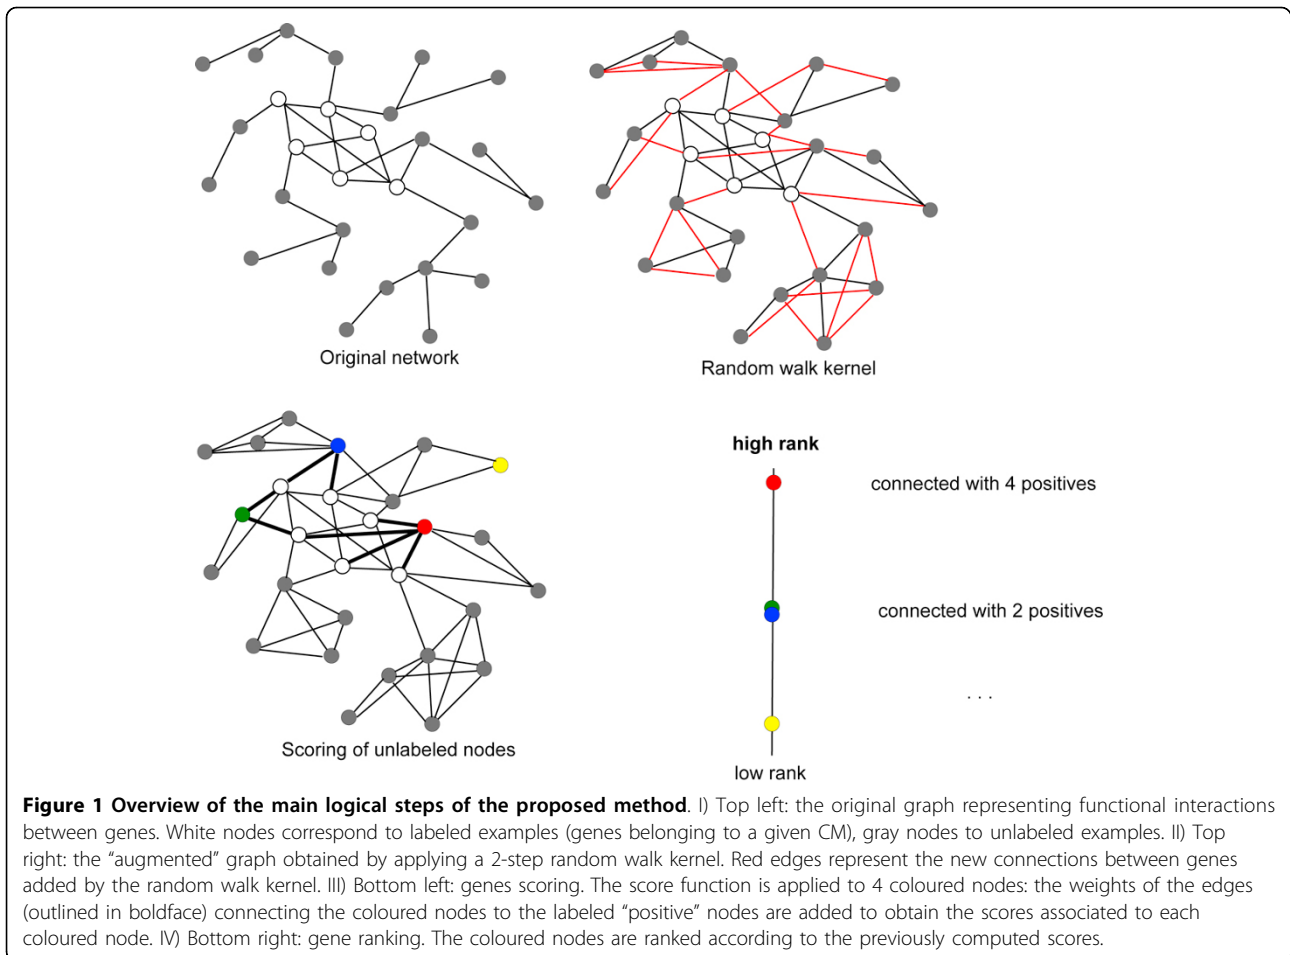 Original network
Random walk kernel
Scoring of unlabeled nodes
high rank
connected with 4 positives
connected with 2 positives
. . .
low rank
Figure 1 Overview of the main logical steps of the proposed method. I) Top left: the original graph representing functional interactions
between genes. White nodes correspond to labeled examples (genes belonging to a given CM), gray nodes to unlabeled examples. II) Top
right: the “augmented” graph obtained by applying a 2-step random walk kernel. Red edges represent the new connections between genes
added by the random walk kernel. III) Bottom left: genes scoring. The score function is applied to 4 coloured nodes: the weights of the edges
(outlined in boldface) connecting the coloured nodes to the labeled “positive” nodes are added to obtain the scores associated to each
coloured node. IV) Bottom right: gene ranking. The coloured nodes are ranked according to the previously computed scores.